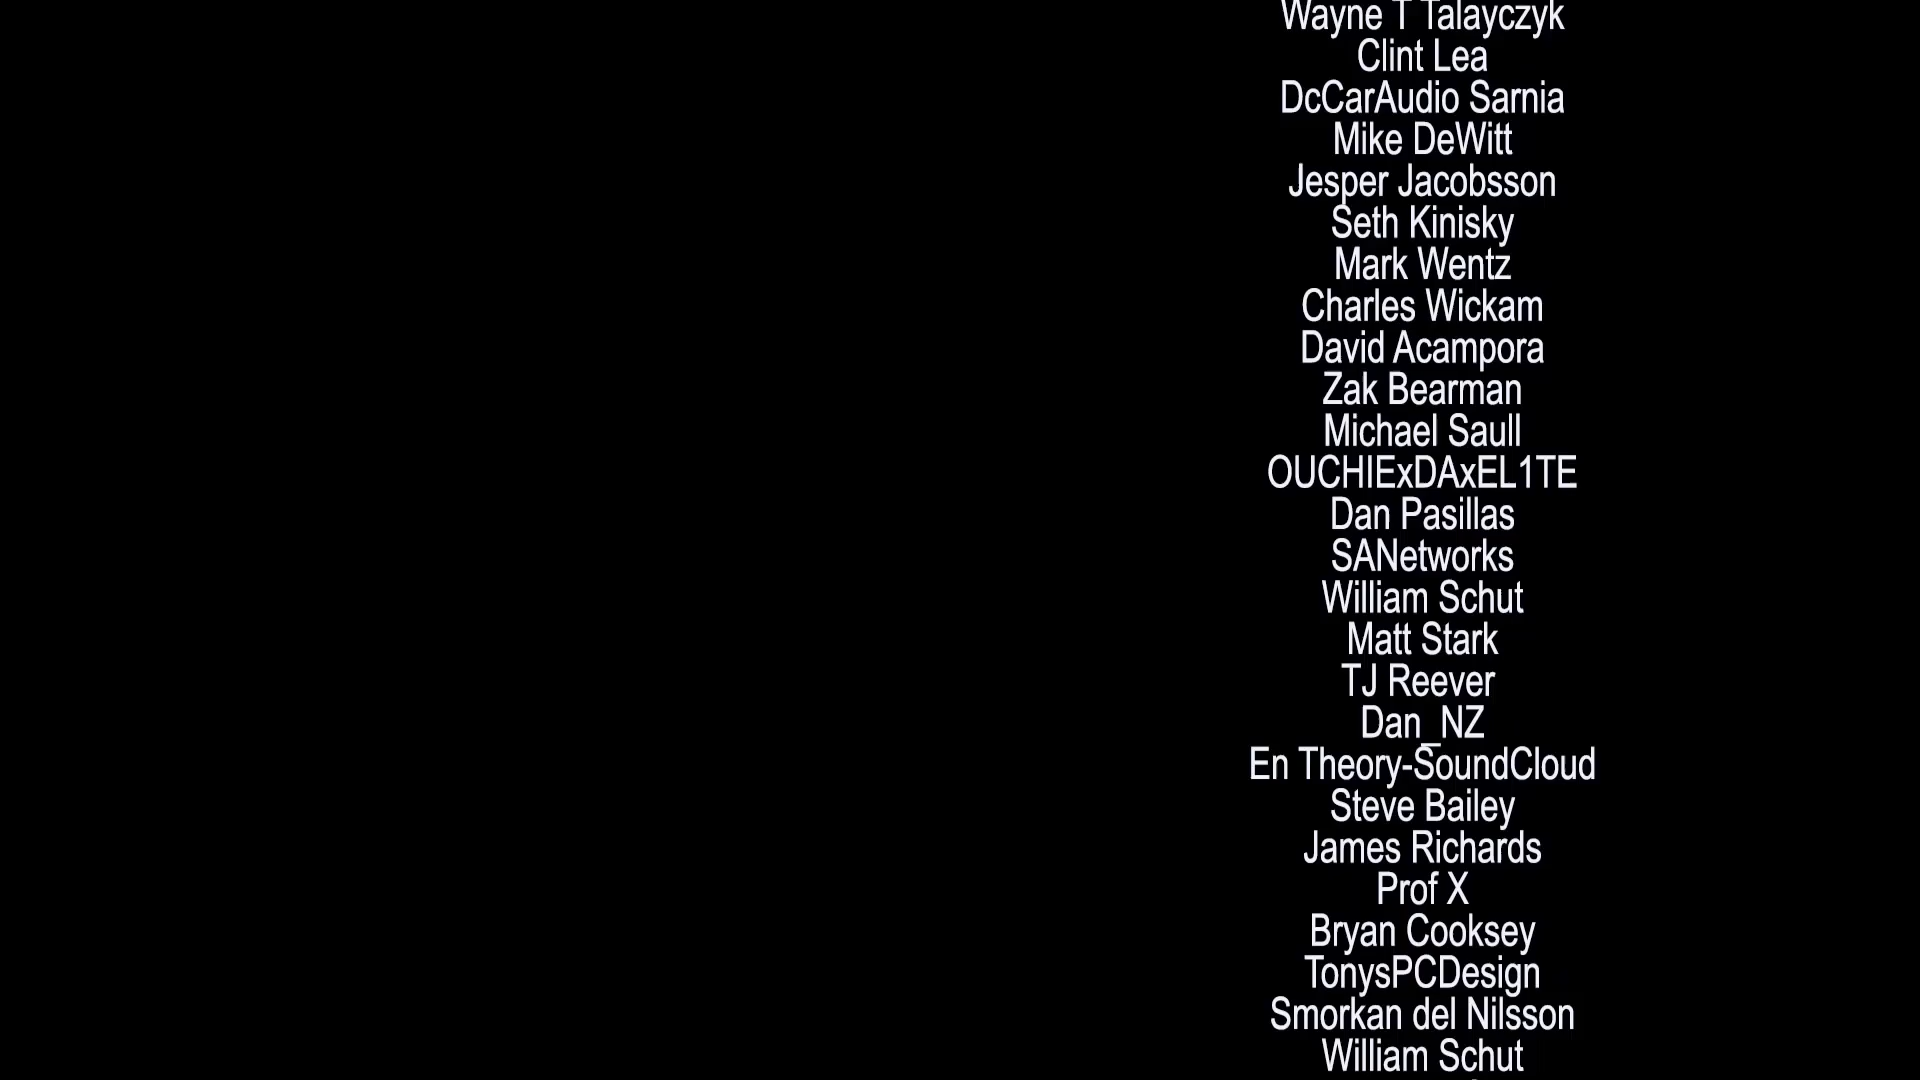 Wayne T Talayczyk
Clint Lea
DcCarAudio Sarnia
Mike DeWitt
Jesper Jacobsson
Seth Kinisky
Mark Wentz
Charles Wickam
David Acampora
Zak Bearman
Michael Saull
OUCHIExDAxEL1TE
Dan Pasillas
SANetworks
William Schut
Matt Stark
TJ Reever
Dan_NZ
En Theory-SoundCloud
Steve Bailey
James Richards
Prof X
Bryan Cooksey
TonysPCDesign
Smorkan del Nilsson
William Schut